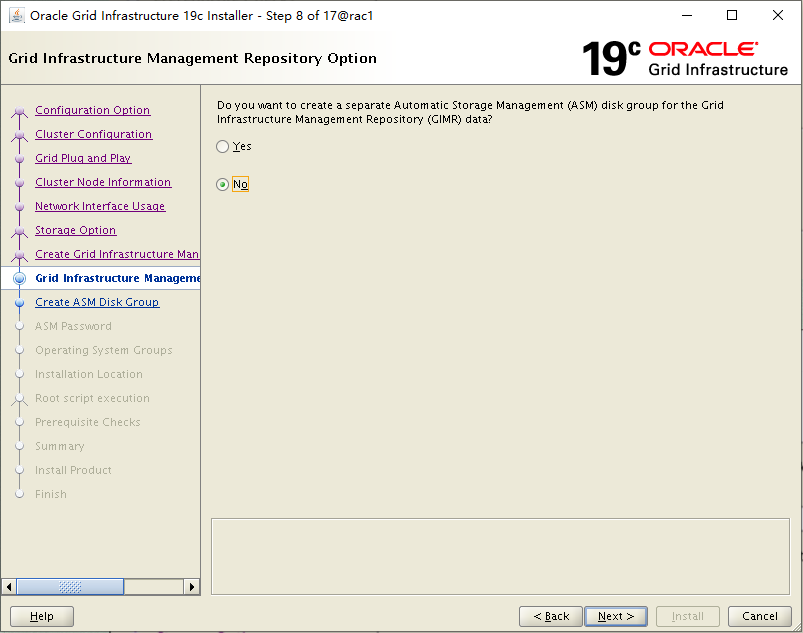 Oracle Grid Infrastructure 19c Installer - Step 8 of 17@rac1
Grid Infrastructure Management Repository Option
19c ORACLE
Grid Infrastructure
Configuration Option
Cluster Configuration
Grid Plug and Play
Cluster Node Information
Network Interface Usage
Storage Option
Create Grid Infrastructure Man
Grid Infrastructure Manageme
Create ASM Disk Group
ASM Password
Operating System Groups
Installation Location
Root script execution
Prerequisite Checks
Summary
Install Product
Finish
Do you want to create a separate Automatic Storage Management (ASM) disk group for the Grid
Infrastructure Management Repository (GIMR) data?
Yes
No
Help
< Back
Next >
Install
Cancel